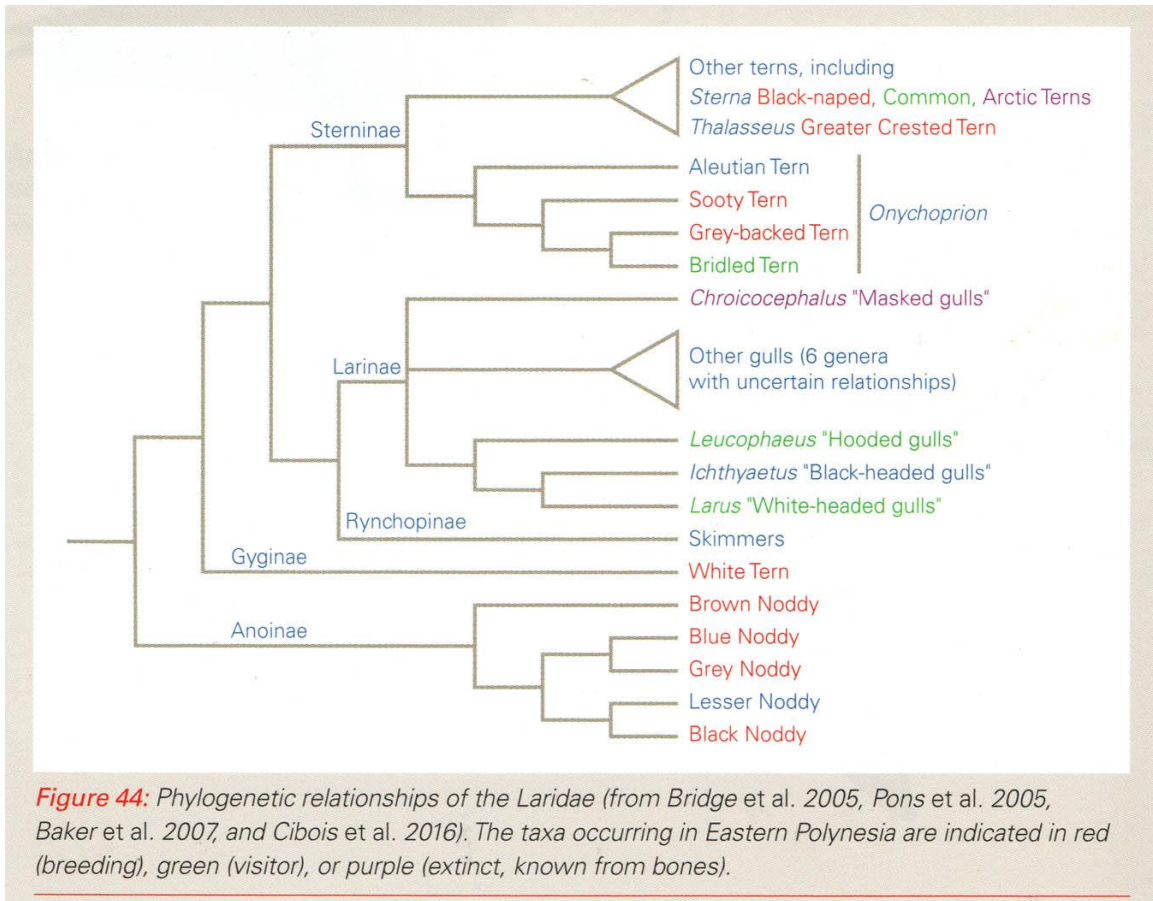 Other terns, including
Sterna Black-naped, Common, Arctic Terns
Sterninae
Thalasseus Greater Crested Tern
Aleutian Tern
Sooty Tern
Onychoprion
Grey-backed Tern
Bridled Tern
Chroicocephalus "Masked gulls"
Larinae
Other gulls (6 genera
with uncertain relationships)
Leucophaeus "Hooded gulls"
Ichthyaetus "Black-headed gulls"
Larus "White-headed gulls"
Rynchopinae
Skimmers
Gyginae
White Tern
Brown Noddy
Anoinae
Blue Noddy
Grey Noddy
Lesser Noddy
Black Noddy
Figure 44: Phylogenetic relationships of the Laridae (from Bridge et al. 2005, Pons et al. 2005,
Baker et al. 2007, and Cibois et al. 2016). The taxa occurring in Eastern Polynesia are indicated in red
(breeding), green (visitor), or purple (extinct, known from bones).